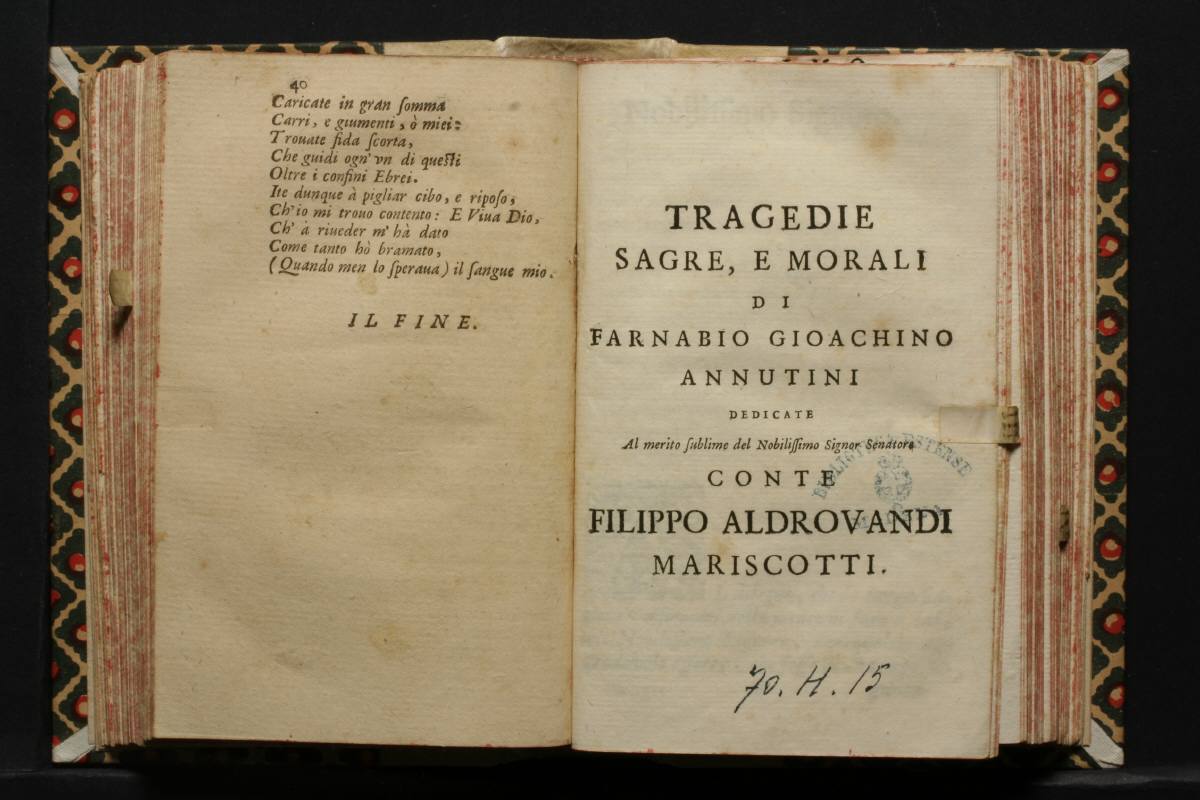 40
Caricate in gran ſomma
Carri, e giumenti, ò miei:
Trouate fida ſcorta,
Che guidi ogn' vn di queſti
Oltre i confini Ebrei.
Ite dunque à pigliar cibo, e ripoſo,
Ch'io mi trouo contento: E Viua Dio,
Ch' à riueder m' hà dato
Come tanto hò bramato,
(Quando men lo ſperaua) il ſangue mio.
IL FINE.
TRAGEDIE
SAGRE, E MORALI
DI
FARNABIO GIOACHINO
ANNUTINI
DEDICATE
Al merito ſublime del Nobiliſſimo Signor Senatore
CONTE
FILIPPO ALDROVANDI
MARISCOTTI.
BIBLIOTECA ESTENSE
70. H. 15